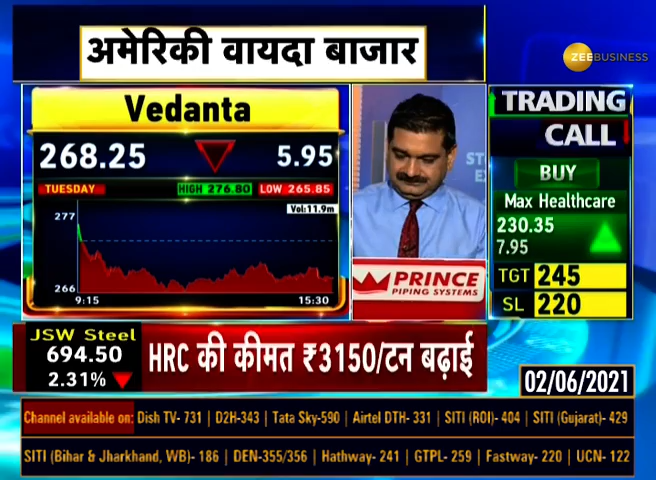 अमेरिकी वायदा बाजार
ZEEBUSINESS
Vedanta
268.25 5.95
TUESDAY HIGH 276.80 LOW 265.85
Vol:11.9m
277
266
9:15 15:30
PRINCE
PIPING SYSTEMS
TRADING
CALL
BUY
Max Healthcare
230.35
7.95
TGT 245
SL 220
JSW Steel
694.50
2.31%
HRC की कीमत ₹3150/टन बढ़ाई
02/06/2021
Channel available on: Dish TV- 731 | D2H-343 | Tata Sky-590 | Airtel DTH- 331 | SITI (ROI)- 404 | SITI (Gujarat)- 429
SITI (Bihar & Jharkhand, WB)- 186 | DEN-355/356 | Hathway- 241 | GTPL- 259 | Fastway- 220 | UCN- 122